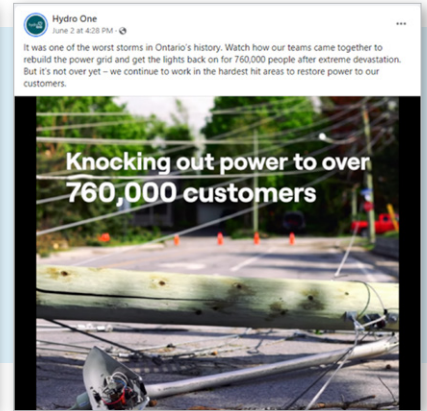 Hydro One
June 2 at 4:28 PM ·
It was one of the worst storms in Ontario's history. Watch how our teams came together to
rebuild the power grid and get the lights back on for 760,000 people after extreme devastation.
But it's not over yet – we continue to work in the hardest hit areas to restore power to our
customers.
Knocking out power to over
760,000 customers